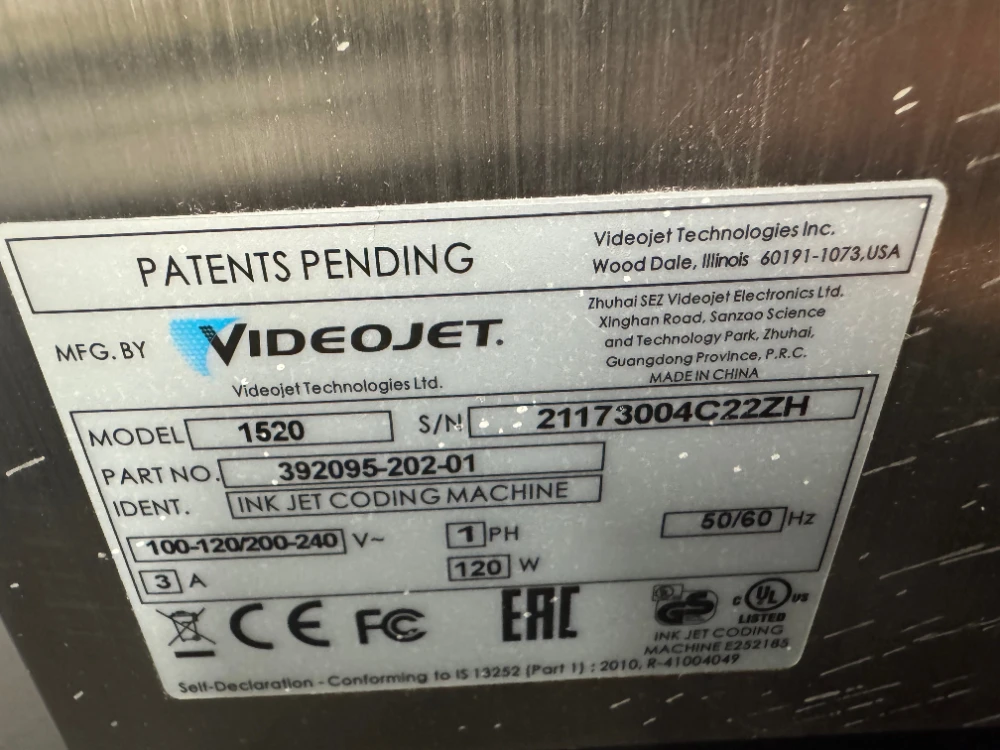 PATENTS PENDING
Videojet Technologies Inc.
Wood Dale, Illinois 60191-1073,USA
MFG. BY VIDEOJET.
Videojet Technologies Ltd.
Zhuhai SEZ Videojet Electronics Ltd.
Xinghan Road, Sanzao Science
and Technology Park, Zhuhai,
Guangdong Province, P.R.C.
MADE IN CHINA
MODEL 1520 S/N 21173004C22ZH
PART NO. 392095-202-01
IDENT. INK JET CODING MACHINE
100-120/200-240 V~ 1 PH 50/60 Hz
3 A 120 W
CE FC EAC GS c UL US
LISTED
INK JET CODING
MACHINE E252185
Self-Declaration - Conforming to IS 13252 (Part 1) : 2010, R-41004049